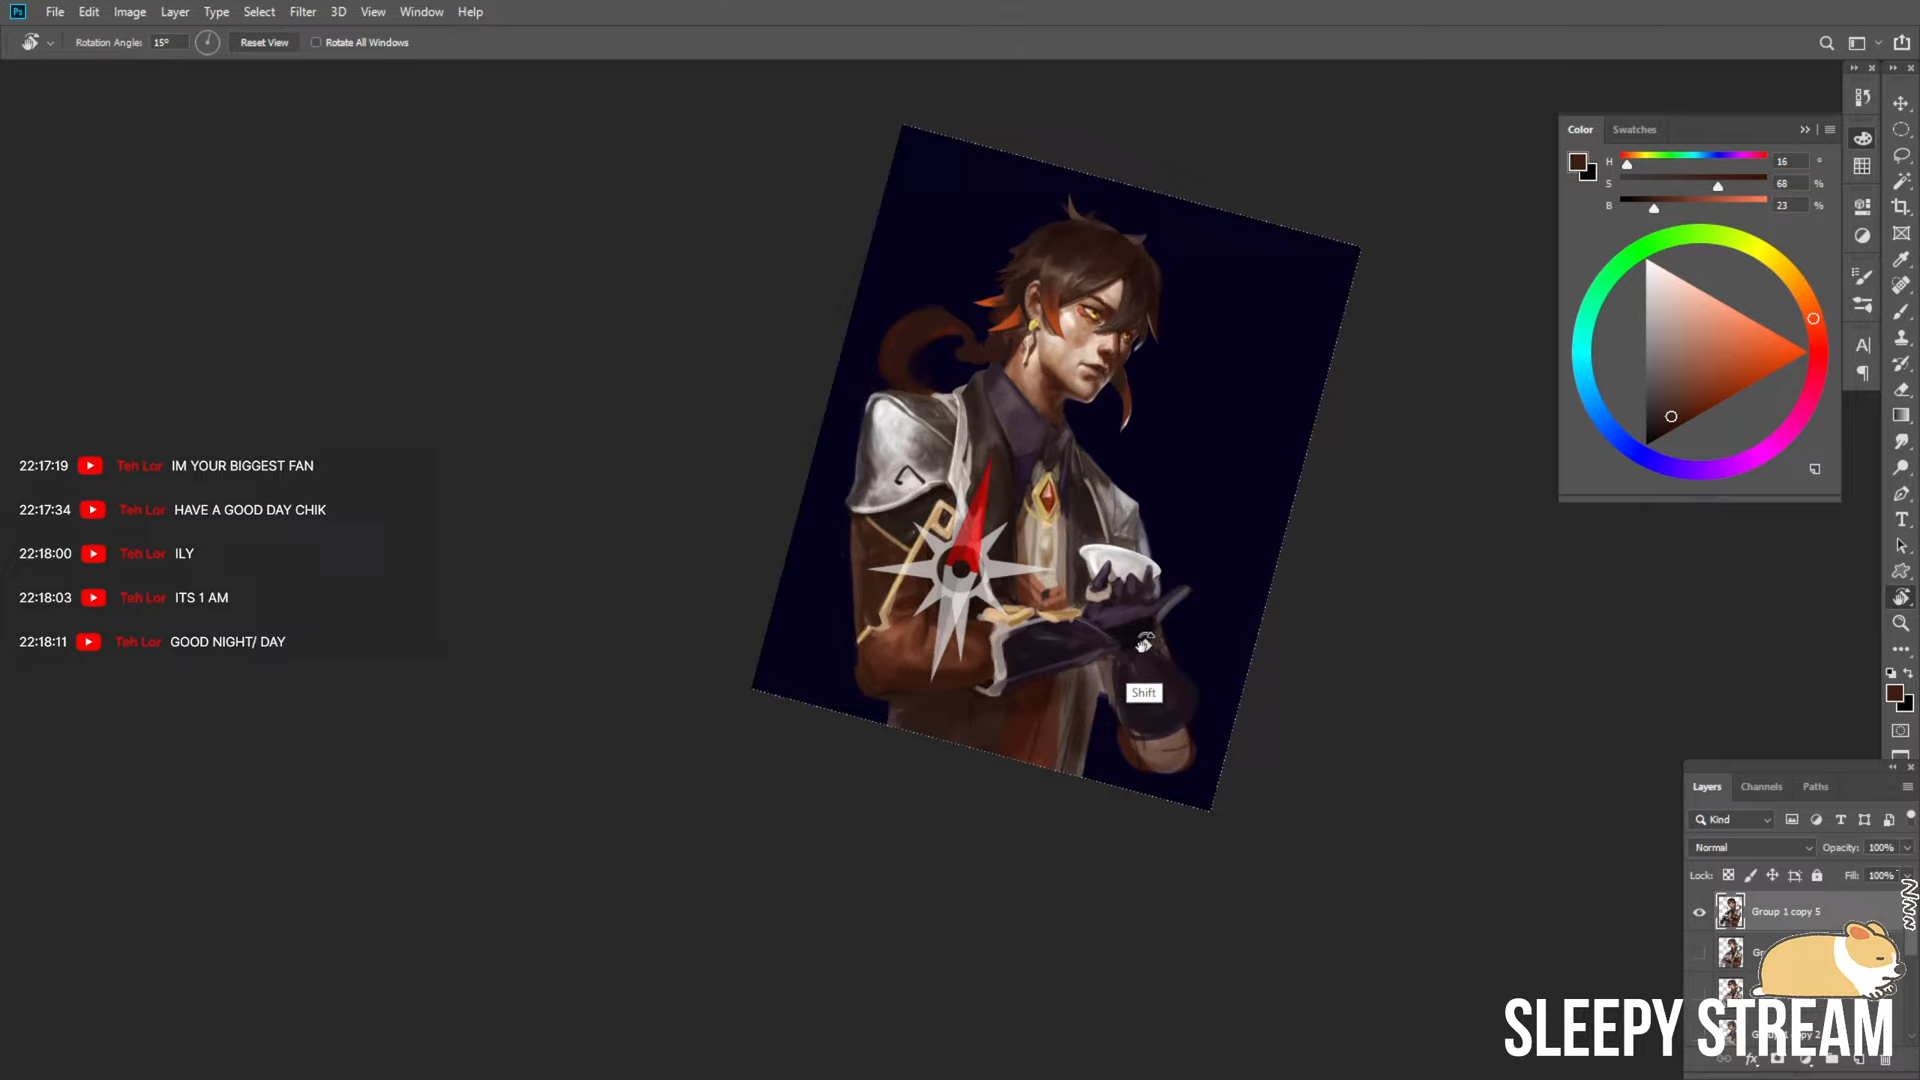 Ps File Edit Image Layer Type Select Filter 3D View Window Help
Rotation Angle: 15° Reset View Rotate All Windows
Color Swatches
H 16 °
S 68 %
B 23 %
22:17:19 Teh Lor IM YOUR BIGGEST FAN
22:17:34 Teh Lor HAVE A GOOD DAY CHIK
22:18:00 Teh Lor ILY
22:18:03 Teh Lor ITS 1 AM
22:18:11 Teh Lor GOOD NIGHT/ DAY
Shift
Layers Channels Paths
Kind
Normal Opacity: 100%
Lock: Fill: 100%
Group 1 copy 5
SLEEPY STREAM